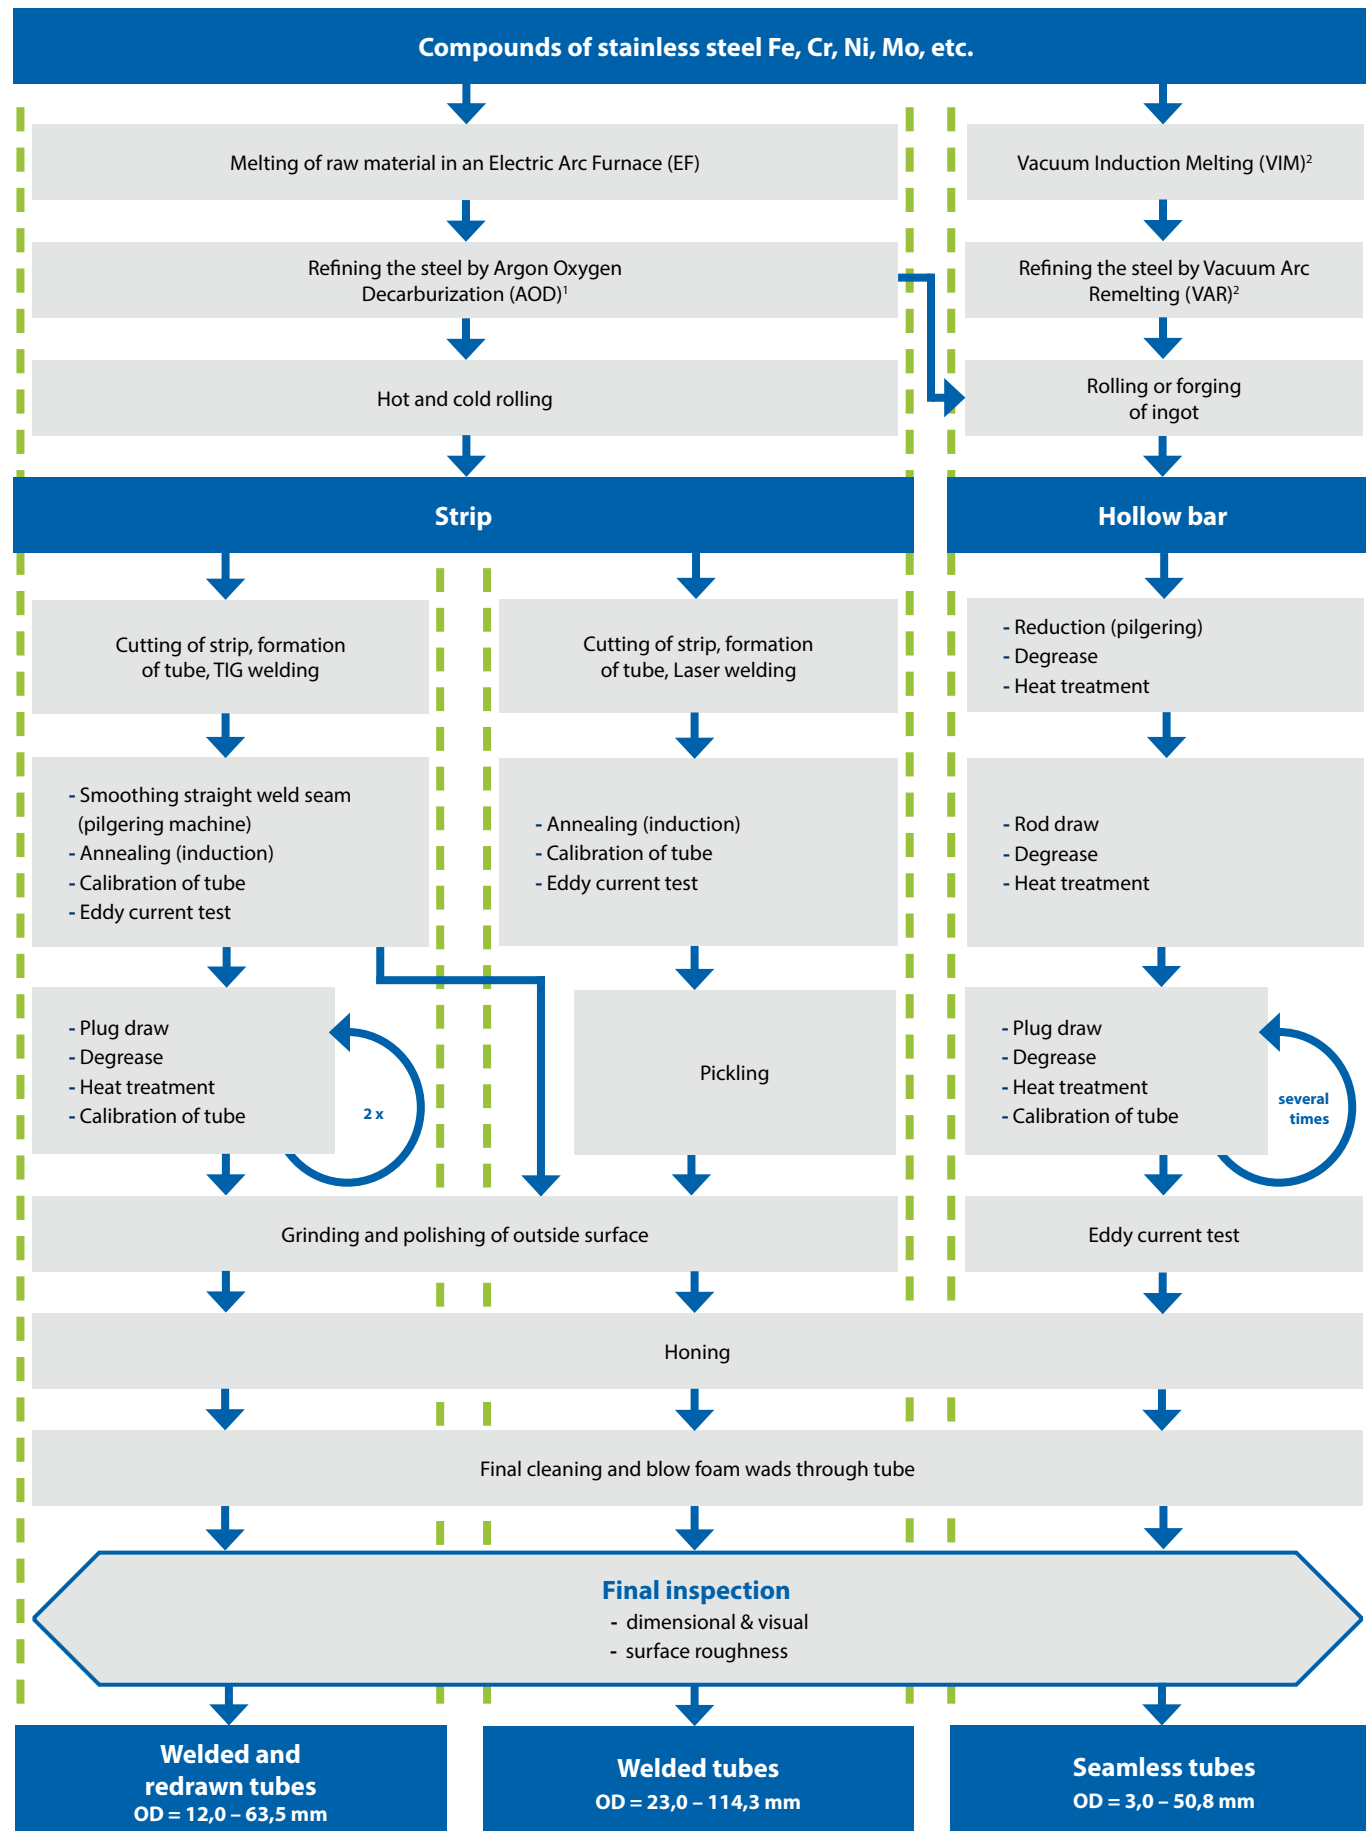 Compounds of stainless steel Fe, Cr, Ni, Mo, etc.
Melting of raw material in an Electric Arc Furnace (EF)
Vacuum Induction Melting (VIM)²
Refining the steel by Argon Oxygen
Decarburization (AOD)¹
Refining the steel by Vacuum Arc
Remelting (VAR)²
Hot and cold rolling
Rolling or forging
of ingot
Strip
Hollow bar
Cutting of strip, formation
of tube, TIG welding
Cutting of strip, formation
of tube, Laser welding
- Reduction (pilgering)
- Degrease
- Heat treatment
- Smoothing straight weld seam
(pilgering machine)
- Annealing (induction)
- Calibration of tube
- Eddy current test
- Annealing (induction)
- Calibration of tube
- Eddy current test
- Rod draw
- Degrease
- Heat treatment
- Plug draw
- Degrease
- Heat treatment
- Calibration of tube
2 x
Pickling
- Plug draw
- Degrease
- Heat treatment
- Calibration of tube
several
times
Grinding and polishing of outside surface
Eddy current test
Honing
Final cleaning and blow foam wads through tube
Final inspection
- dimensional & visual
- surface roughness
Welded and
redrawn tubes
OD = 12,0 – 63,5 mm
Welded tubes
OD = 23,0 – 114,3 mm
Seamless tubes
OD = 3,0 – 50,8 mm